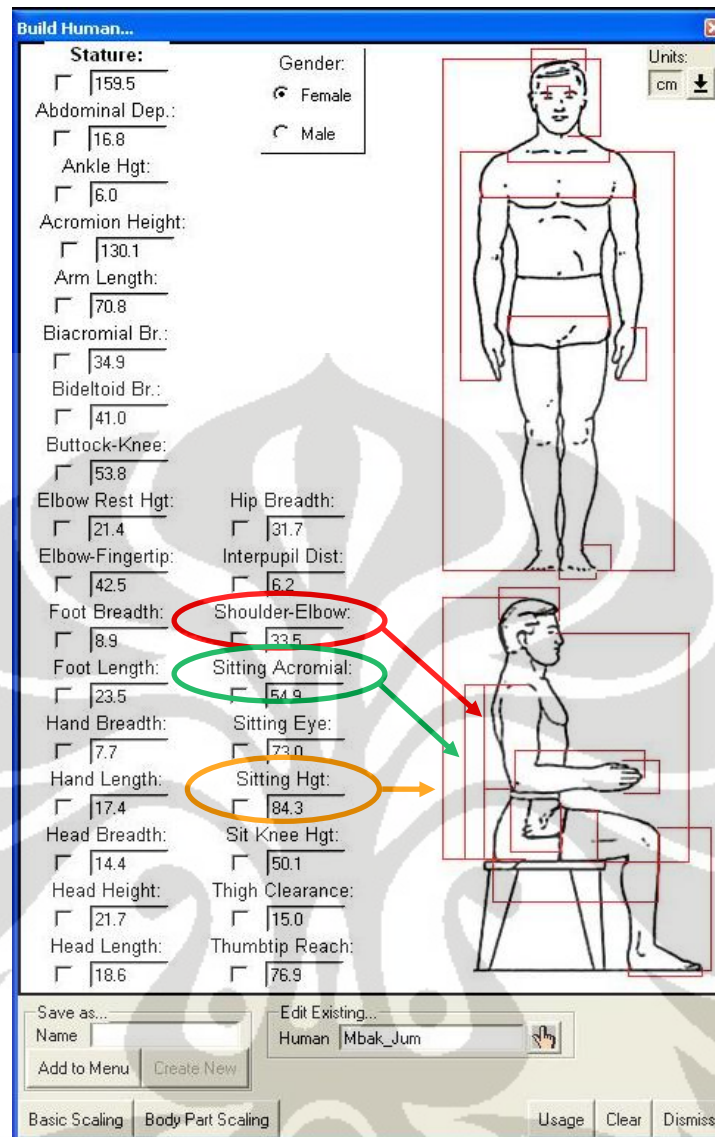 Build Human...
Stature:
159.5
Abdominal Dep.:
16.8
Ankle Hgt:
6.0
Acromion Height:
130.1
Arm Length:
70.8
Biacromial Br.:
34.9
Bideltoid Br.:
41.0
Buttock-Knee:
53.8
Elbow Rest Hgt:
21.4
Elbow-Fingertip:
42.5
Foot Breadth:
8.9
Foot Length:
23.5
Hand Breadth:
7.7
Hand Length:
17.4
Head Breadth:
14.4
Head Height:
21.7
Head Length:
18.6
Gender:
Female
Male
Hip Breadth:
31.7
Interpupil Dist:
6.2
Shoulder-Elbow:
33.5
Sitting Acromial:
54.9
Sitting Eye:
73.0
Sitting Hgt:
84.3
Sit Knee Hgt:
50.1
Thigh Clearance:
15.0
Thumbtip Reach:
76.9
Units:
cm
Save as...
Name
Add to Menu Create New
Edit Existing...
Human Mbak_Jum
Basic Scaling Body Part Scaling Usage Clear Dismiss